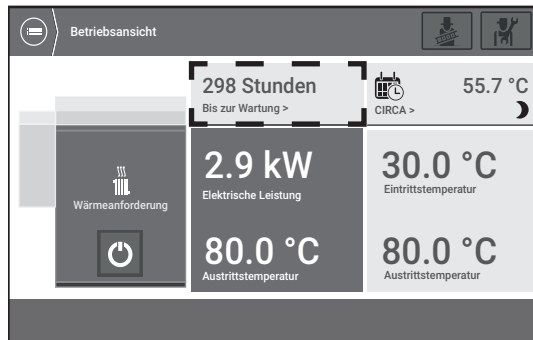 Betriebsansicht
298 Stunden
Bis zur Wartung >
55.7 °C
CIRCA >
Wärmeanforderung
2.9 kW
Elektrische Leistung
80.0 °C
Austrittstemperatur
30.0 °C
Eintrittstemperatur
80.0 °C
Austrittstemperatur